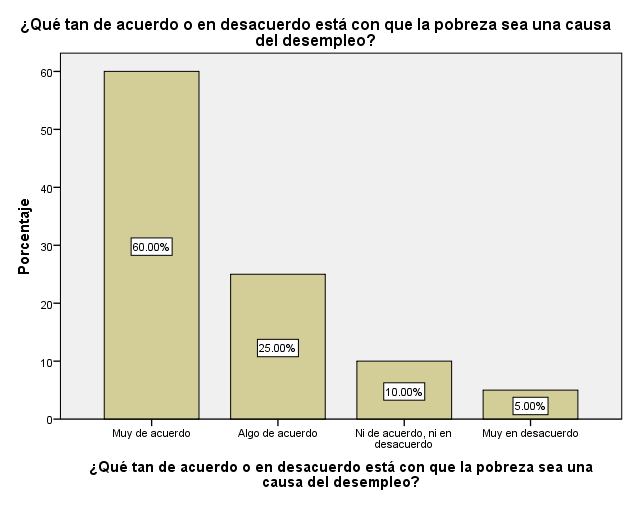 ¿Qué tan de acuerdo o en desacuerdo está con que la pobreza sea una causa
del desempleo?
60
50
40
30
20
10
0
Porcentaje
60.00%
25.00%
10.00%
5.00%
Muy de acuerdo
Algo de acuerdo
Ni de acuerdo, ni en
desacuerdo
Muy en desacuerdo
¿Qué tan de acuerdo o en desacuerdo está con que la pobreza sea una
causa del desempleo?